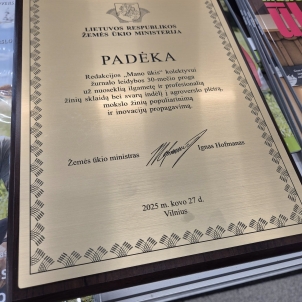 LIETUVOS RESPUBLIKOS
ŽEMĖS ŪKIO MINISTERIJA
PADĖKA
Redakcijos „Mano ūkis“ kolektyvui
žurnalo leidybos 30-mečio proga
už nuoseklią ilgametę ir profesionalią
žinių sklaidą bei svarų indėlį į agroverslo plėtrą,
mokslo žinių populiarinimą
ir inovacijų propagavimą.
Žemės ūkio ministras Ignas Hofmanas
2025 m. kovo 27 d.
Vilnius